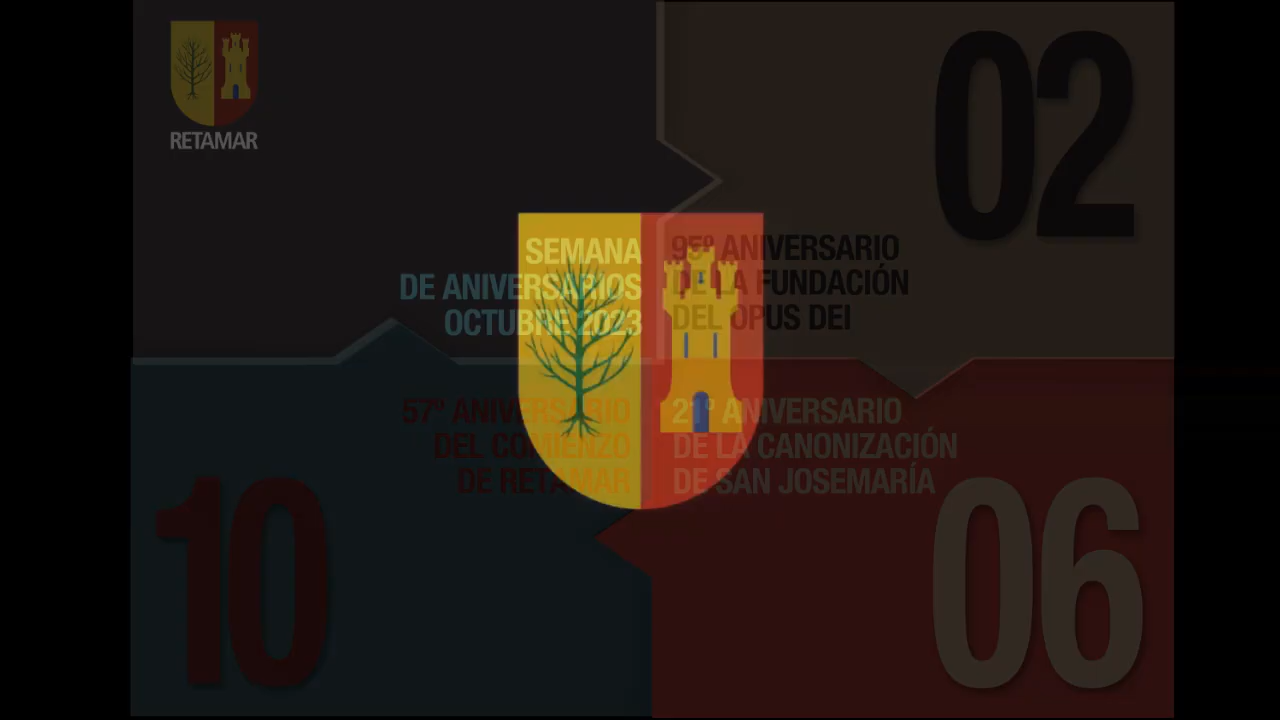 RETAMAR
SEMANA
DE ANIVERSARIOS
OCTUBRE 2023
02
95º ANIVERSARIO
DE LA FUNDACIÓN
DEL OPUS DEI
57º ANIVERSARIO
DEL COMIENZO
DE RETAMAR
10
21º ANIVERSARIO
DE LA CANONIZACIÓN
DE SAN JOSEMARÍA
06